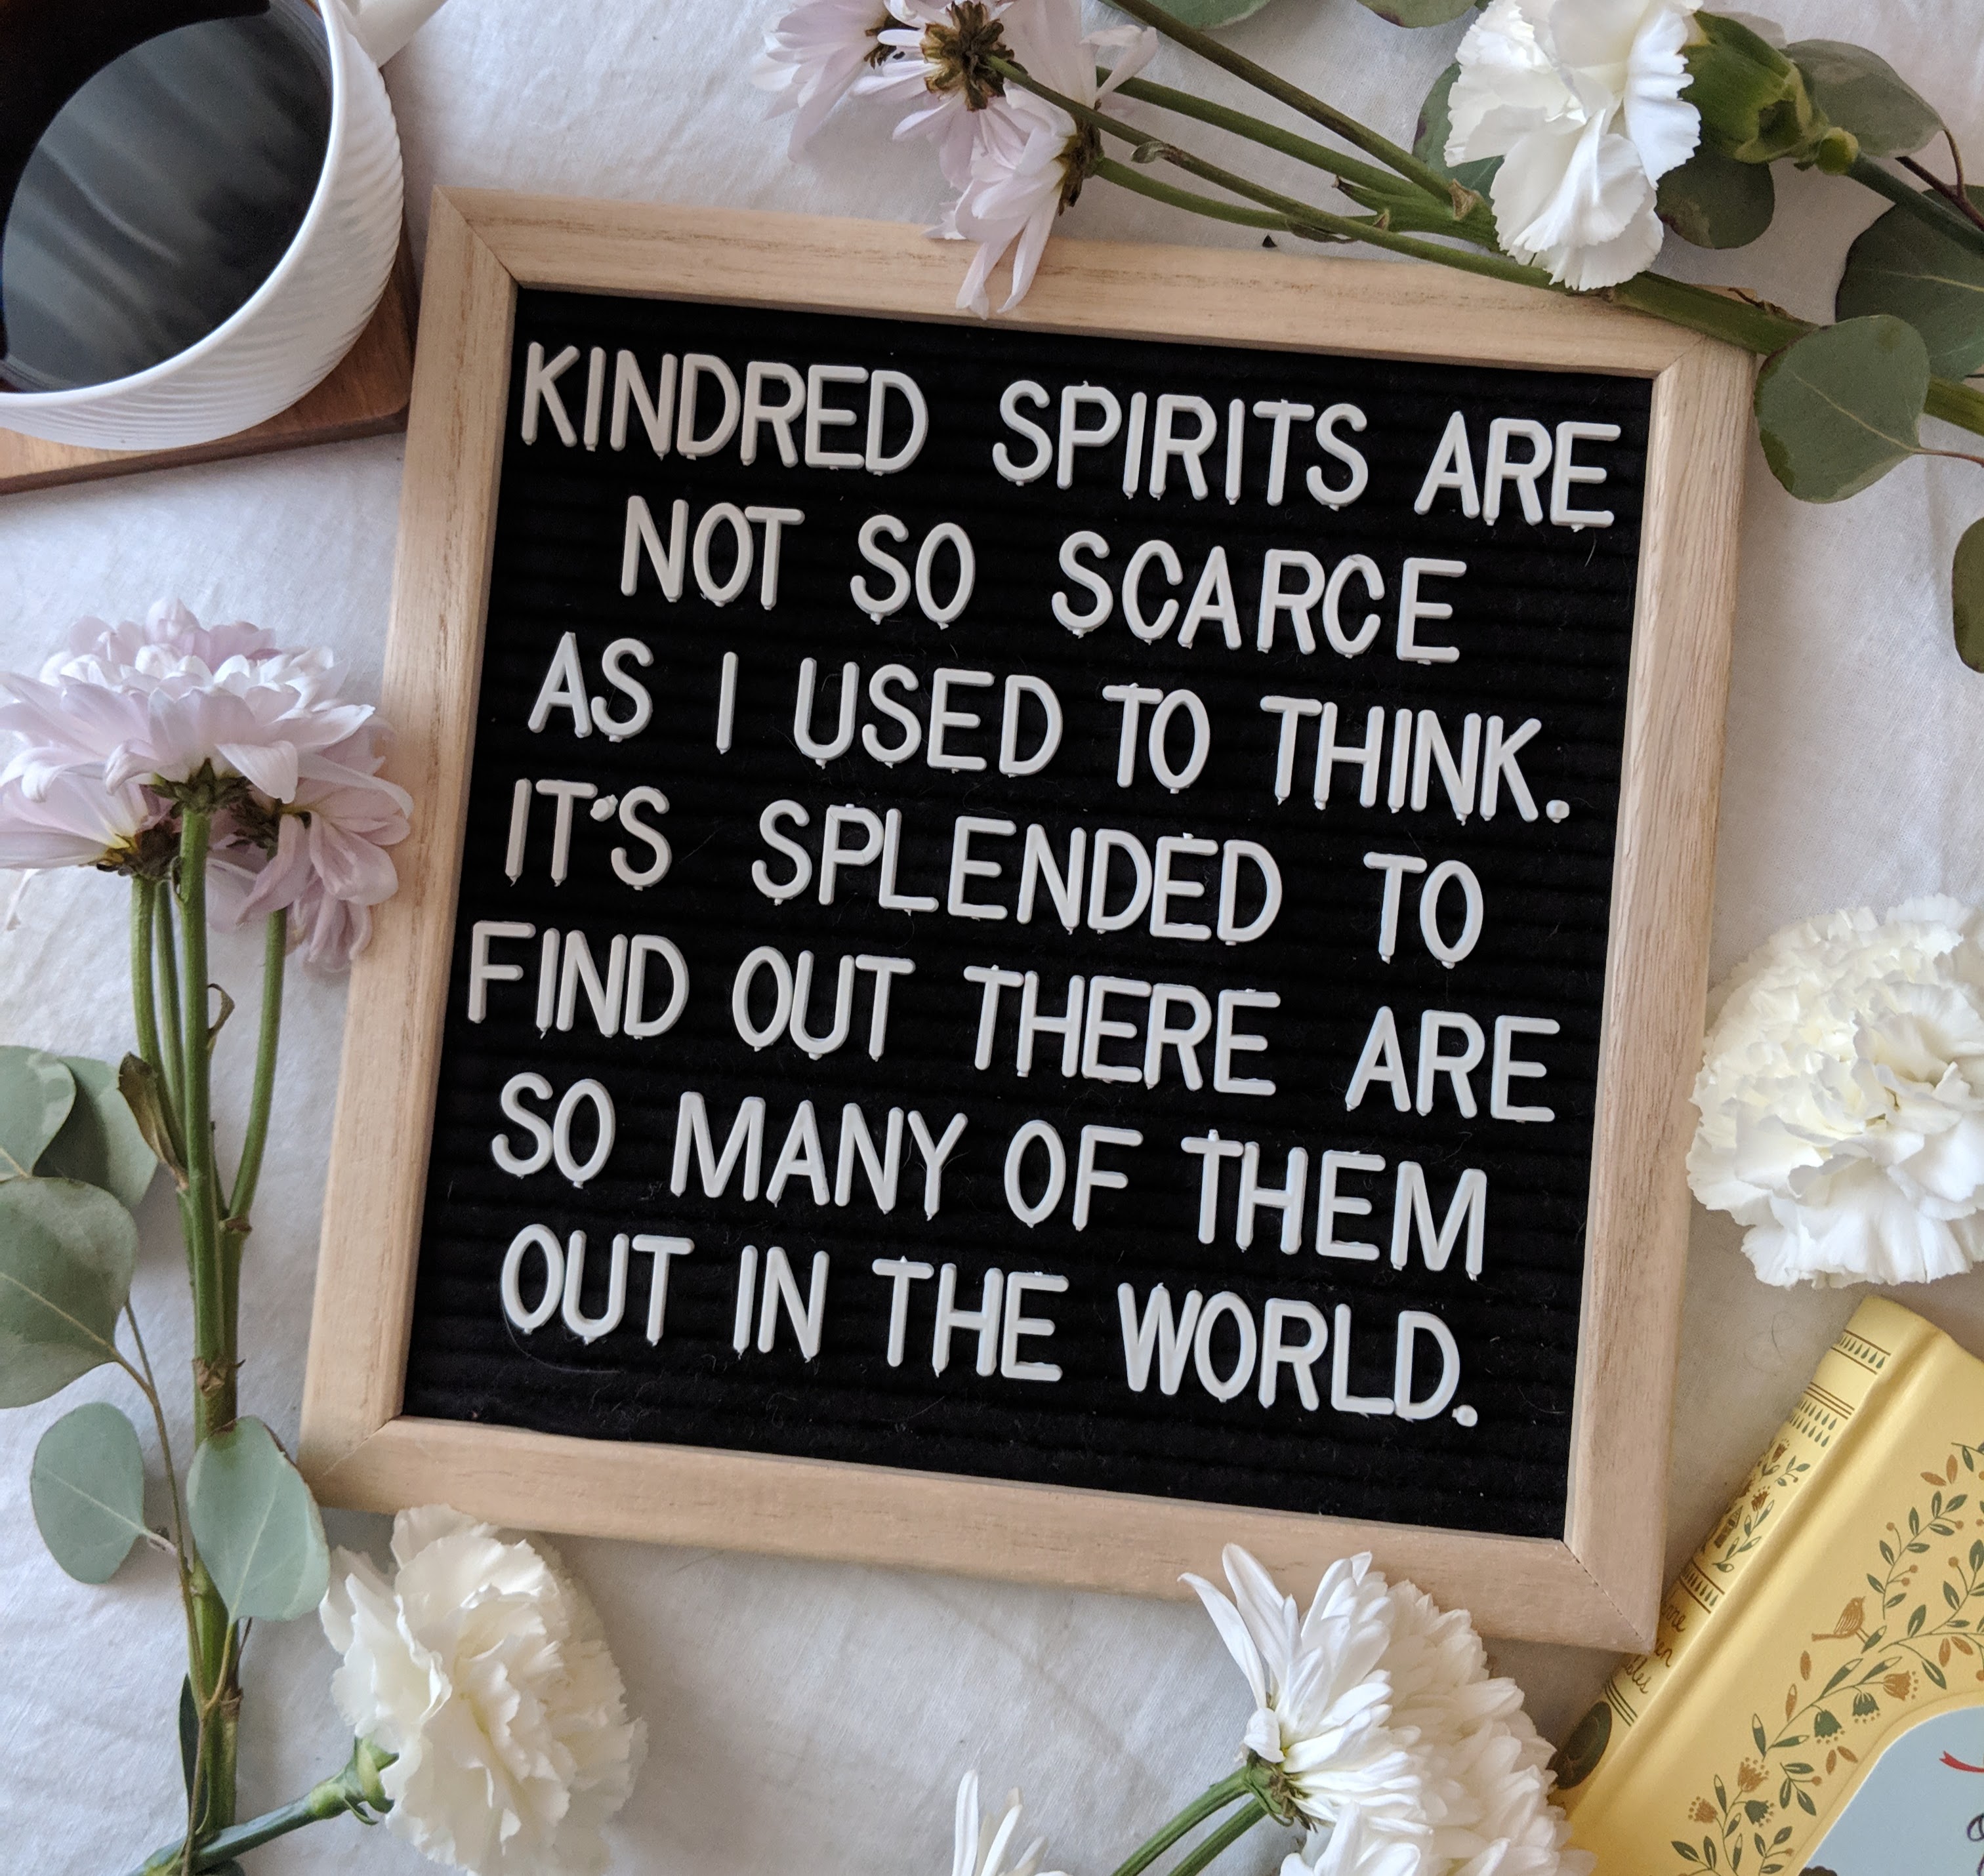 KINDRED SPIRITS ARE
NOT SO SCARCE
AS I USED TO THINK.
IT'S SPLENDED TO
FIND OUT THERE ARE
SO MANY OF THEM
OUT IN THE WORLD.